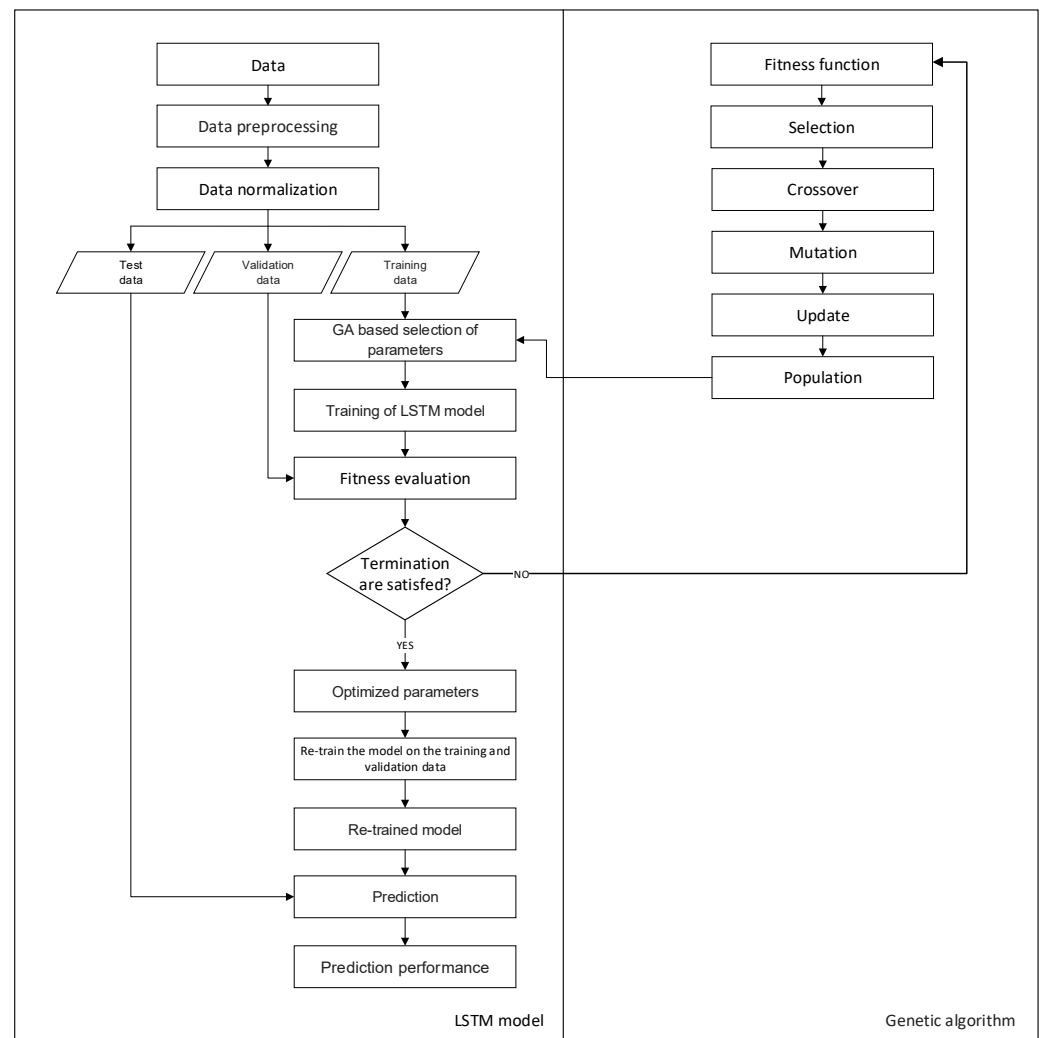 Data
Data preprocessing
Data normalization
Test
data
Validation
data
Training
data
GA based selection of
parameters
Training of LSTM model
Fitness evaluation
Termination
are satisfed?
NO
YES
Optimized parameters
Re-train the model on the training and
validation data
Re-trained model
Prediction
Prediction performance
LSTM model
Fitness function
Selection
Crossover
Mutation
Update
Population
Genetic algorithm